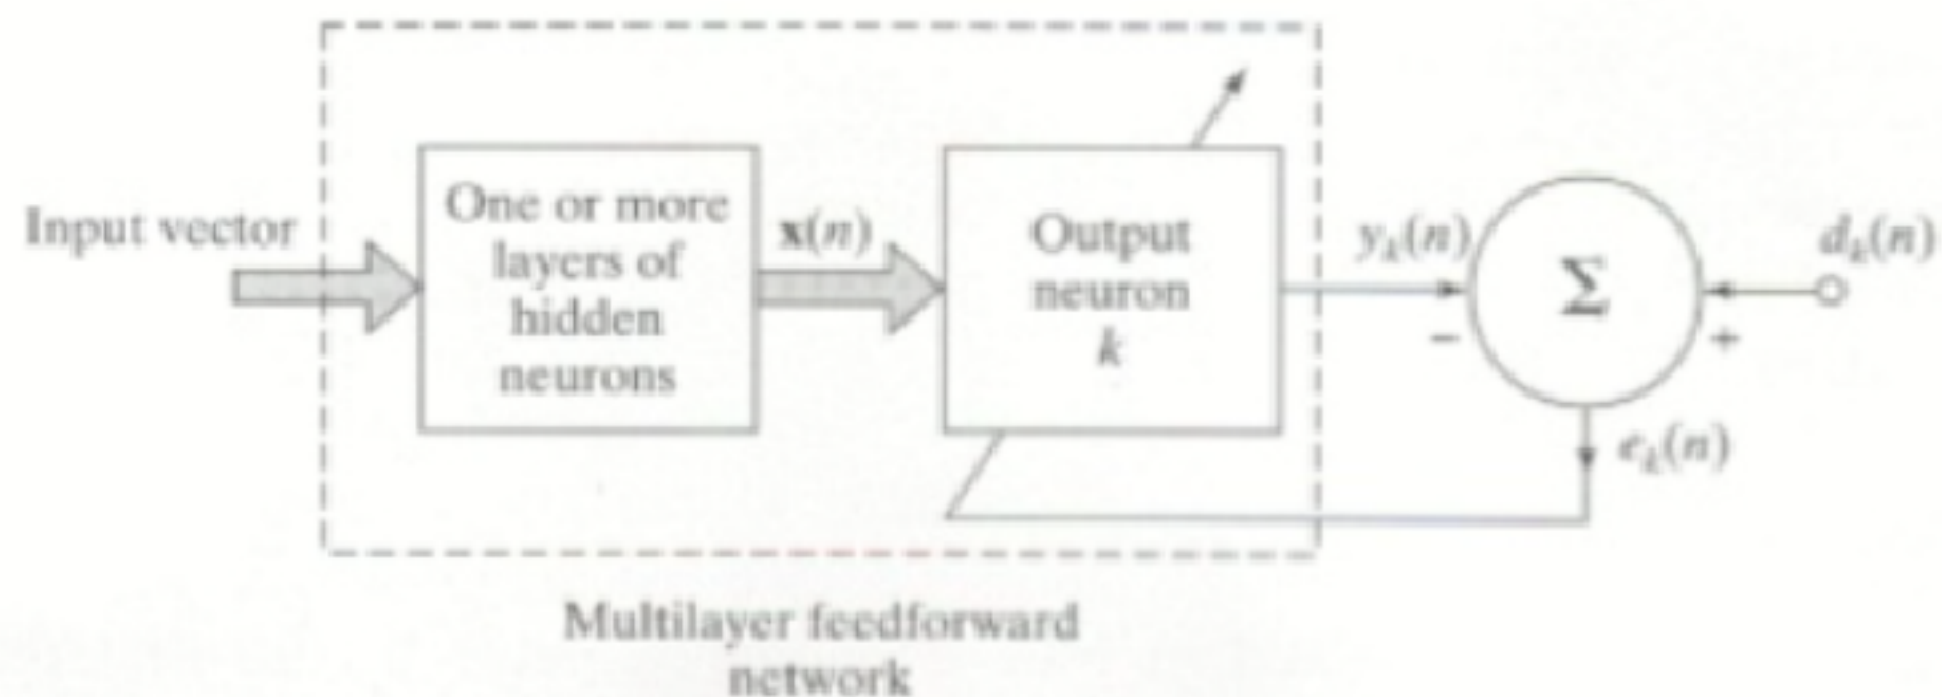 Input vector
One or more
layers of
hidden
neurons
x(n)
Output
neuron
k
yₖ(n)
−
Σ
+
dₖ(n)
eₖ(n)
Multilayer feedforward
network